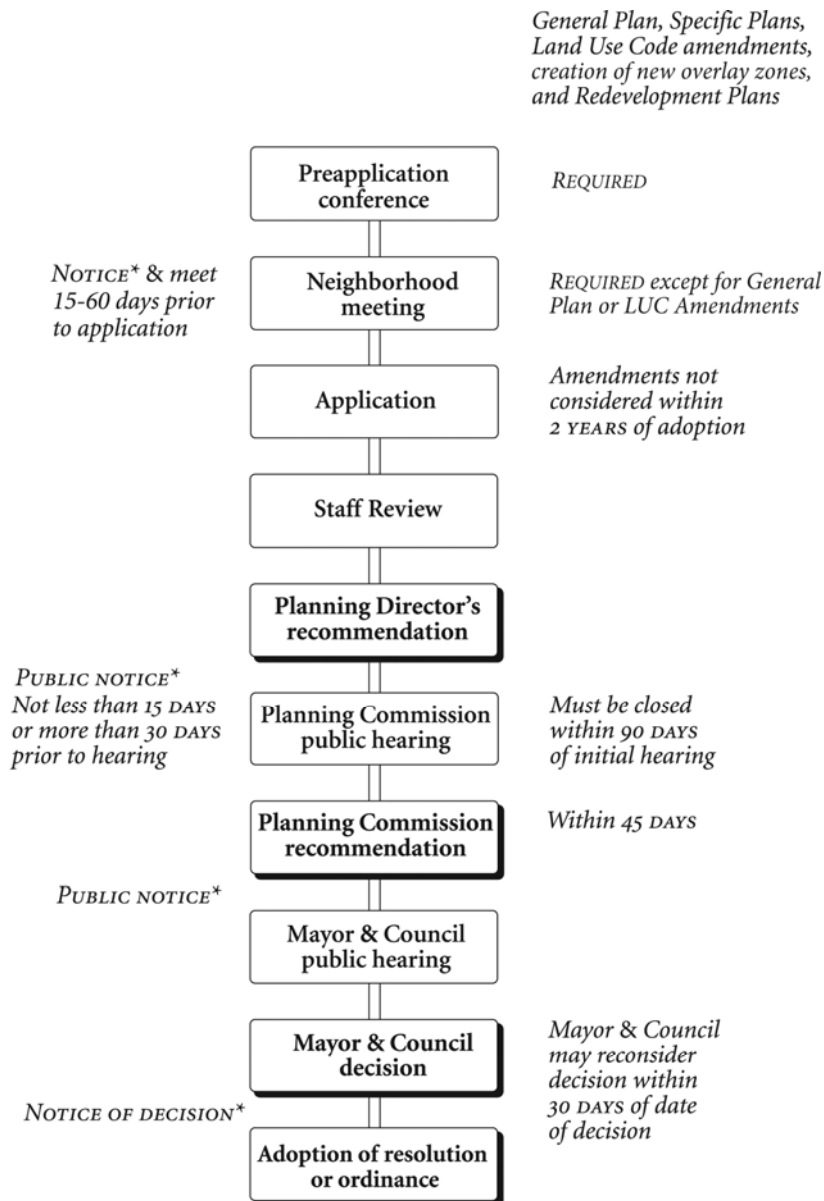 General Plan, Specific Plans,
Land Use Code amendments,
creation of new overlay zones,
and Redevelopment Plans
Preapplication
conference
REQUIRED
NOTICE* & meet
15-60 days prior
to application
Neighborhood
meeting
REQUIRED except for General
Plan or LUC Amendments
Application
Amendments not
considered within
2 YEARS of adoption
Staff Review
Planning Director's
recommendation
PUBLIC NOTICE*
Not less than 15 DAYS
or more than 30 DAYS
prior to hearing
Planning Commission
public hearing
Must be closed
within 90 DAYS
of initial hearing
Planning Commission
recommendation
Within 45 DAYS
PUBLIC NOTICE*
Mayor & Council
public hearing
Mayor & Council
decision
Mayor & Council
may reconsider
decision within
30 DAYS of date
of decision
NOTICE OF DECISION*
Adoption of resolution
or ordinance